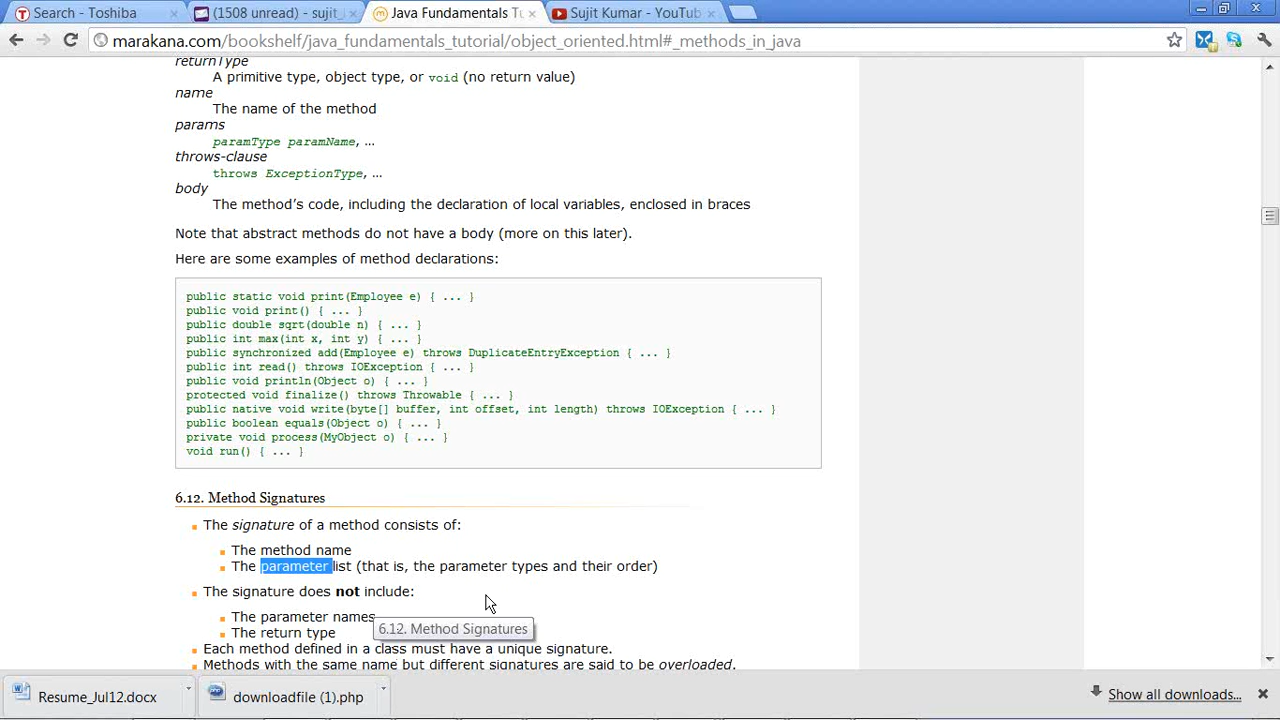 Search - Toshiba
(1508 unread) - sujit_
Java Fundamentals Tu
Sujit Kumar - YouTub
marakana.com/bookshelf/java_fundamentals_tutorial/object_oriented.html#_methods_in_java
returnType
A primitive type, object type, or void (no return value)
name
The name of the method
params
paramType paramName, ...
throws-clause
throws ExceptionType, ...
body
The method's code, including the declaration of local variables, enclosed in braces
Note that abstract methods do not have a body (more on this later).
Here are some examples of method declarations:
public static void print(Employee e) { ... }
public void print() { ... }
public double sqrt(double n) { ... }
public int max(int x, int y) { ... }
public synchronized add(Employee e) throws DuplicateEntryException { ... }
public int read() throws IOException { ... }
public void println(Object o) { ... }
protected void finalize() throws Throwable { ... }
public native void write(byte[] buffer, int offset, int length) throws IOException { ... }
public boolean equals(Object o) { ... }
private void process(MyObject o) { ... }
void run() { ... }
6.12. Method Signatures
The signature of a method consists of:
The method name
The parameter list (that is, the parameter types and their order)
The signature does not include:
The parameter names
6.12. Method Signatures
The return type
Each method defined in a class must have a unique signature.
Methods with the same name but different signatures are said to be overloaded.
Resume_Jul12.docx
downloadfile (1).php
Show all downloads...